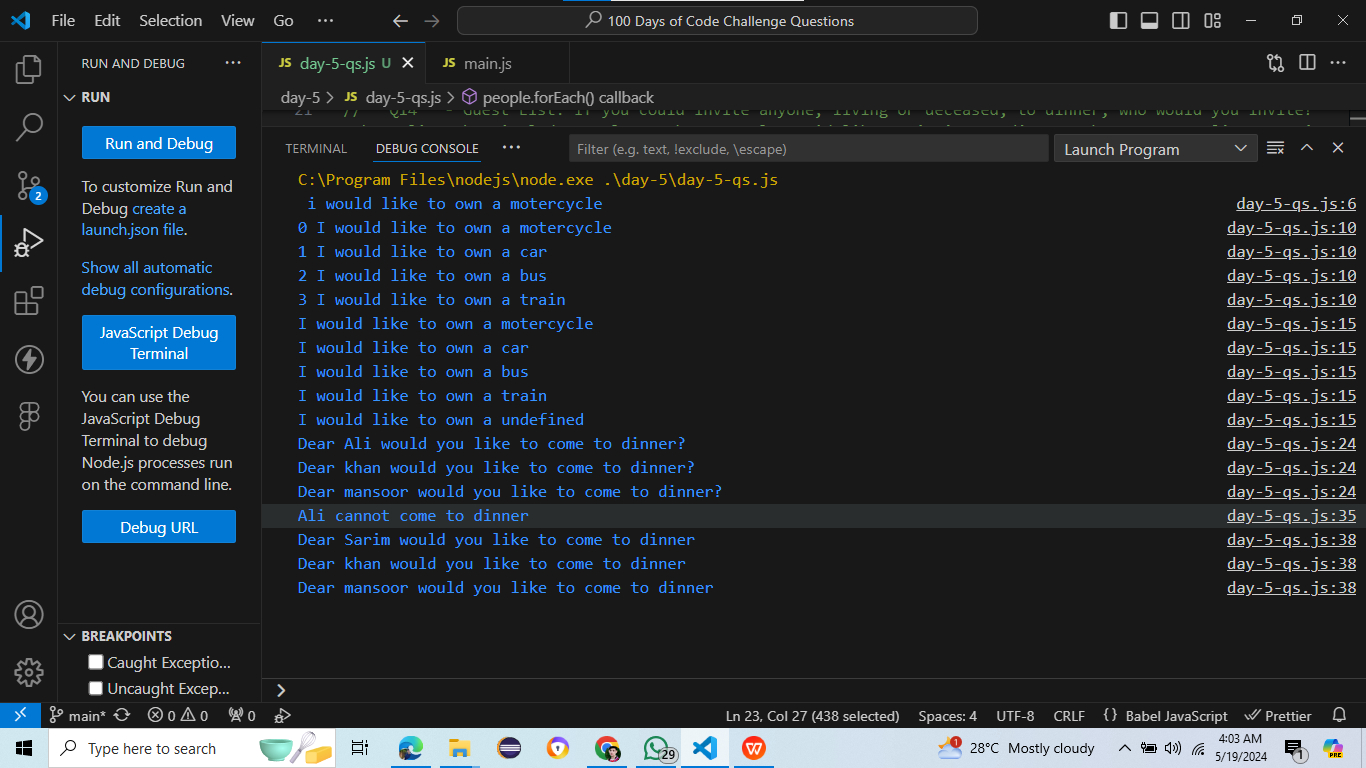 File Edit Selection View Go ··· 100 Days of Code Challenge Questions
RUN AND DEBUG ···
JS day-5-qs.js U
JS main.js
day-5 > JS day-5-qs.js > people.forEach() callback
RUN
Run and Debug
To customize Run and
Debug create a
launch.json file.
Show all automatic
debug configurations.
JavaScript Debug
Terminal
You can use the
JavaScript Debug
Terminal to debug
Node.js processes run
on the command line.
Debug URL
BREAKPOINTS
Caught Exceptio...
Uncaught Excep...
21 // Q14 - Guest List: If you could invite anyone, living or deceased, to dinner, who would you invite?
TERMINAL DEBUG CONSOLE ··· Filter (e.g. text, !exclude, \escape) Launch Program
C:\Program Files\nodejs\node.exe .\day-5\day-5-qs.js
i would like to own a motercycle day-5-qs.js:6
0 I would like to own a motercycle day-5-qs.js:10
1 I would like to own a car day-5-qs.js:10
2 I would like to own a bus day-5-qs.js:10
3 I would like to own a train day-5-qs.js:10
I would like to own a motercycle day-5-qs.js:15
I would like to own a car day-5-qs.js:15
I would like to own a bus day-5-qs.js:15
I would like to own a train day-5-qs.js:15
I would like to own a undefined day-5-qs.js:15
Dear Ali would you like to come to dinner? day-5-qs.js:24
Dear khan would you like to come to dinner? day-5-qs.js:24
Dear mansoor would you like to come to dinner? day-5-qs.js:24
Ali cannot come to dinner day-5-qs.js:35
Dear Sarim would you like to come to dinner day-5-qs.js:38
Dear khan would you like to come to dinner day-5-qs.js:38
Dear mansoor would you like to come to dinner day-5-qs.js:38
>
2
main* 0 0 0 Ln 23, Col 27 (438 selected) Spaces: 4 UTF-8 CRLF {} Babel JavaScript Prettier
Type here to search 29 1 28°C Mostly cloudy 4:03 AM
5/19/2024 1 PRE